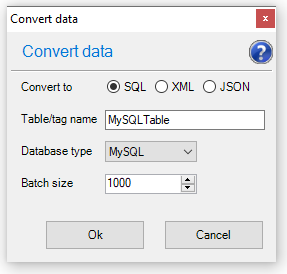 Convert data
Convert data
Convert to SQL XML JSON
Table/tag name MySQLTable
Database type MySQL
Batch size 1000
Ok Cancel